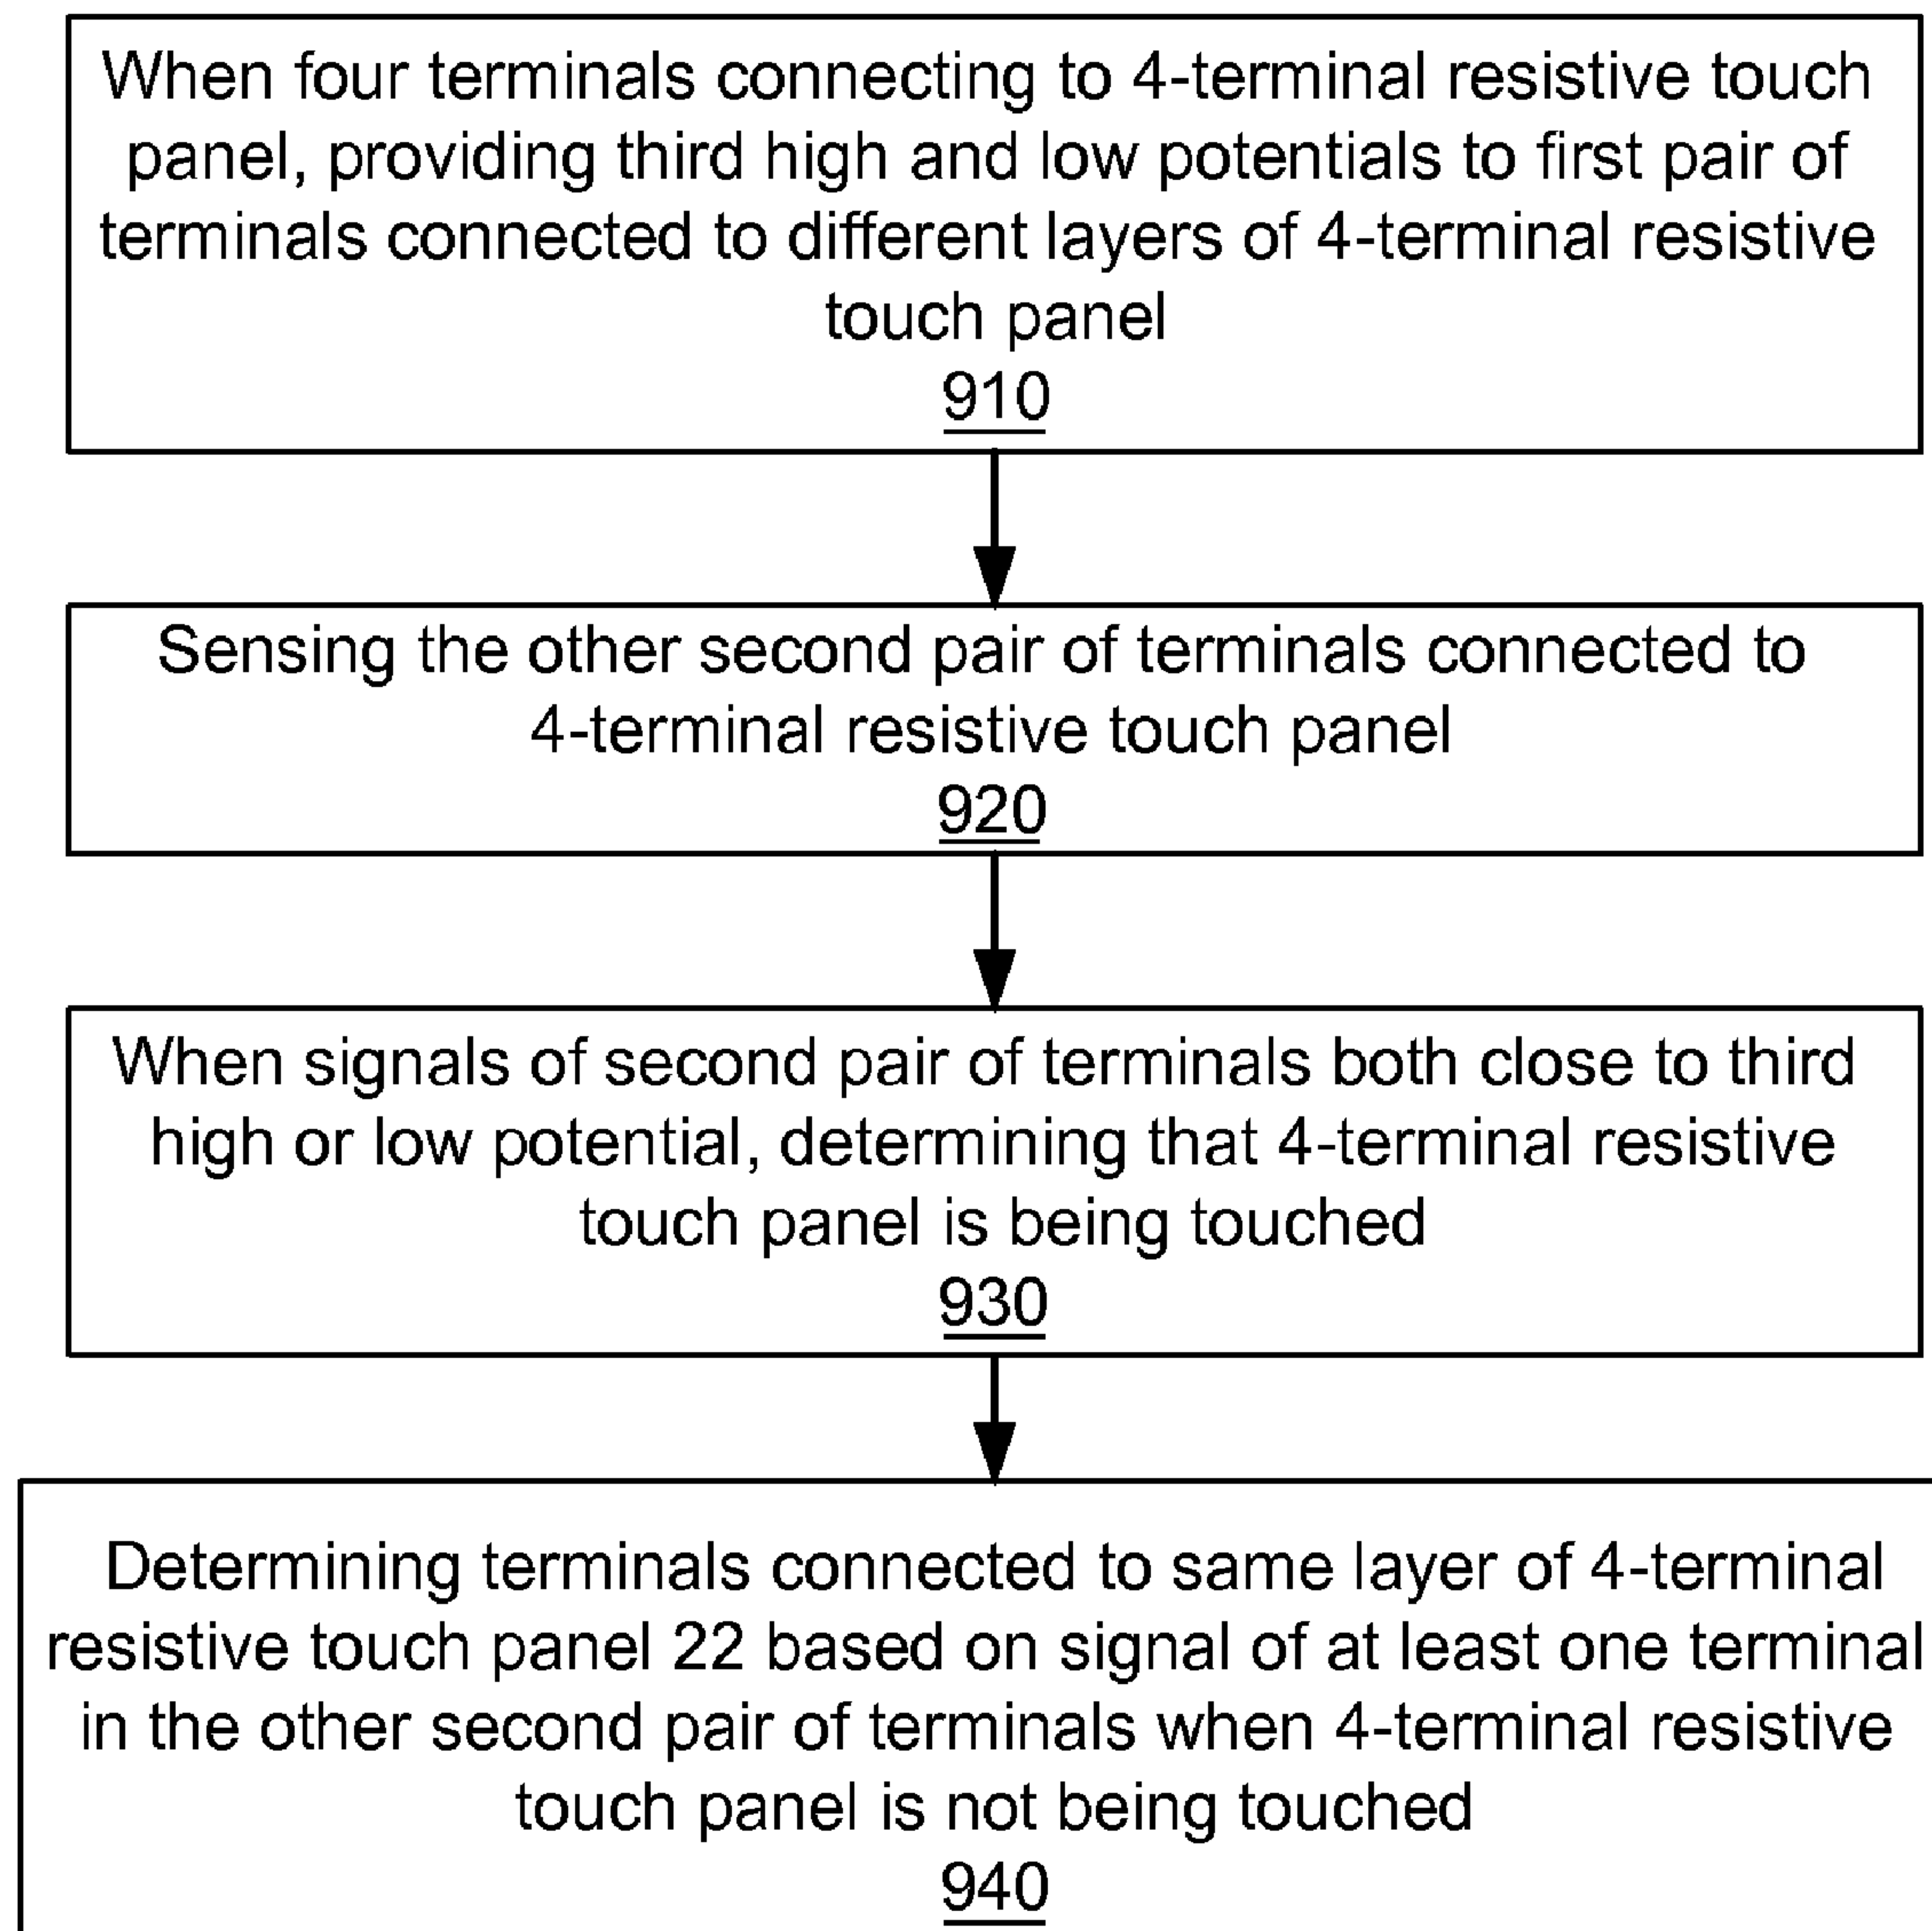 When four terminals connecting to 4-terminal resistive touch
panel, providing third high and low potentials to first pair of
terminals connected to different layers of 4-terminal resistive
touch panel
910
Sensing the other second pair of terminals connected to
4-terminal resistive touch panel
920
When signals of second pair of terminals both close to third
high or low potential, determining that 4-terminal resistive
touch panel is being touched
930
Determining terminals connected to same layer of 4-terminal
resistive touch panel 22 based on signal of at least one terminal
in the other second pair of terminals when 4-terminal resistive
touch panel is not being touched
940